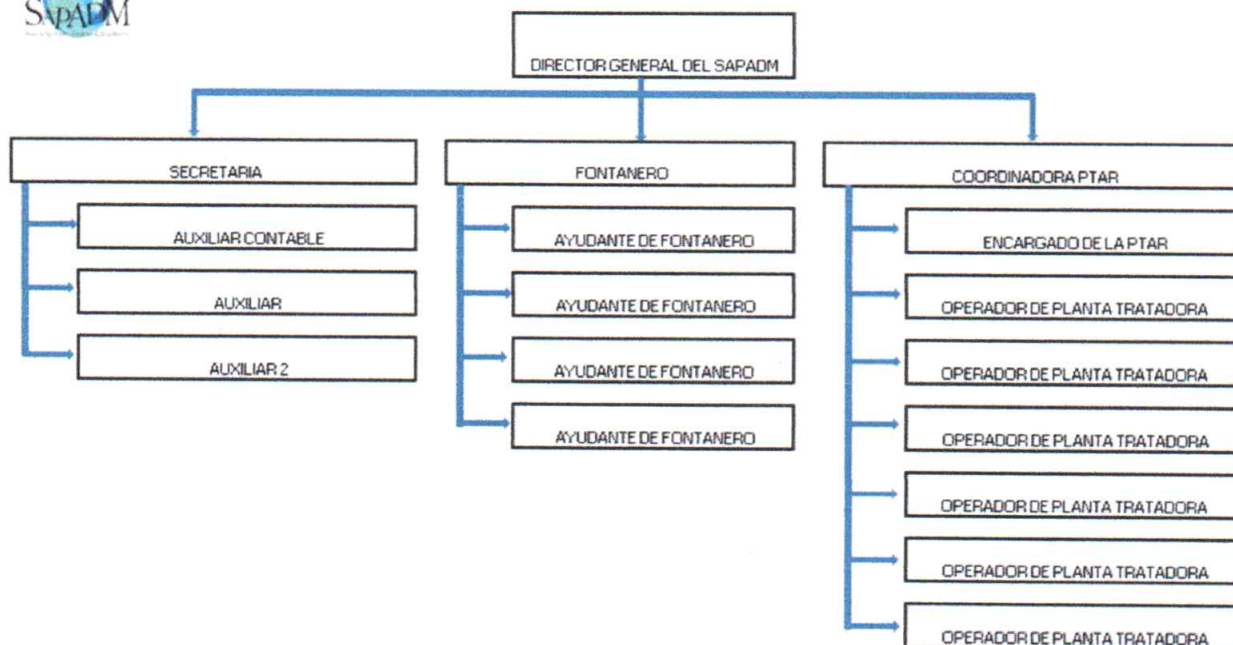 SAPADM
DIRECTOR GENERAL DEL SAPADM
SECRETARIA
AUXILIAR CONTABLE
AUXILIAR
AUXILIAR 2
FONTANERO
AYUDANTE DE FONTANERO
AYUDANTE DE FONTANERO
AYUDANTE DE FONTANERO
AYUDANTE DE FONTANERO
COORDINADORA PTAR
ENCARGADO DE LA PTAR
OPERADOR DE PLANTA TRATADORA
OPERADOR DE PLANTA TRATADORA
OPERADOR DE PLANTA TRATADORA
OPERADOR DE PLANTA TRATADORA
OPERADOR DE PLANTA TRATADORA
OPERADOR DE PLANTA TRATADORA